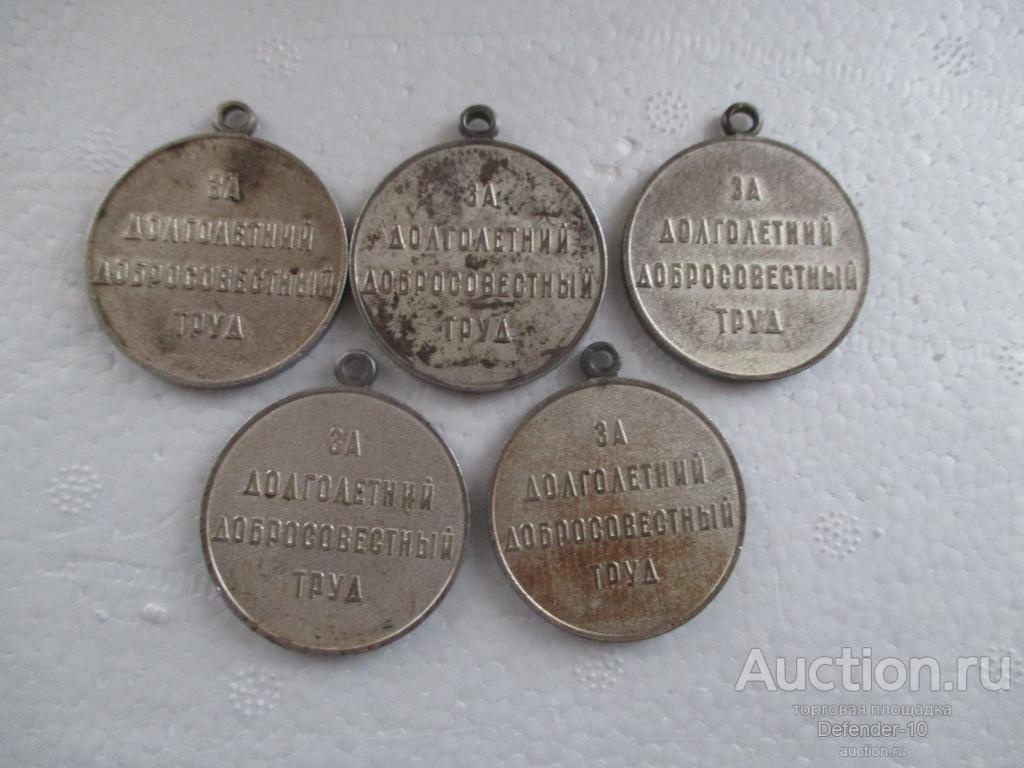 ЗА
ДОЛГОЛЕТНИЙ
ДОБРОСОВЕСТНЫЙ
ТРУД
ЗА
ДОЛГОЛЕТНИЙ
ДОБРОСОВЕСТНЫЙ
ТРУД
ЗА
ДОЛГОЛЕТНИЙ
ДОБРОСОВЕСТНЫЙ
ТРУД
ЗА
ДОЛГОЛЕТНИЙ
ДОБРОСОВЕСТНЫЙ
ТРУД
ЗА
ДОЛГОЛЕТНИЙ
ДОБРОСОВЕСТНЫЙ
ТРУД
Auction.ru
торговая площадка
Defender-10
auction.ru